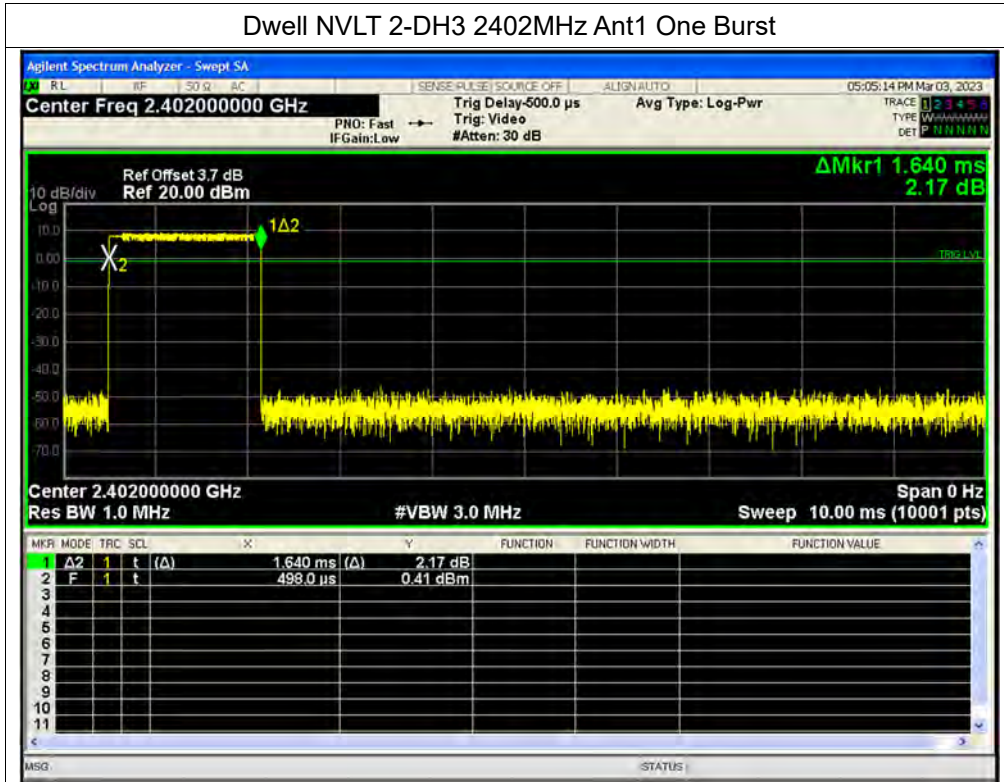 Dwell NVLT 2-DH3 2402MHz Ant1 One Burst
Agilent Spectrum Analyzer - Swept SA
LXI RL RF 50 Ω AC SENSE:PULSE SOURCE OFF ALIGN AUTO 05:05:14 PM Mar 03, 2023
Center Freq 2.402000000 GHz Trig Delay-500.0 µs Avg Type: Log-Pwr TRACE 1 2 3 4 5 6
PNO: Fast Trig: Video TYPE W
IFGain:Low #Atten: 30 dB DET P N N N N N
ΔMkr1 1.640 ms
2.17 dB
Ref Offset 3.7 dB
10 dB/div Ref 20.00 dBm
Log
10.0
1Δ2
0.00
2
TRIG LVL
-10.0
-20.0
-30.0
-40.0
-50.0
-60.0
-70.0
Center 2.402000000 GHz Span 0 Hz
Res BW 1.0 MHz #VBW 3.0 MHz Sweep 10.00 ms (10001 pts)
MKR MODE TRC SCL X Y FUNCTION FUNCTION WIDTH FUNCTION VALUE
1 Δ2 1 t (Δ) 1.640 ms (Δ) 2.17 dB
2 F 1 t 498.0 µs 0.41 dBm
3
4
5
6
7
8
9
10
11
MSG STATUS